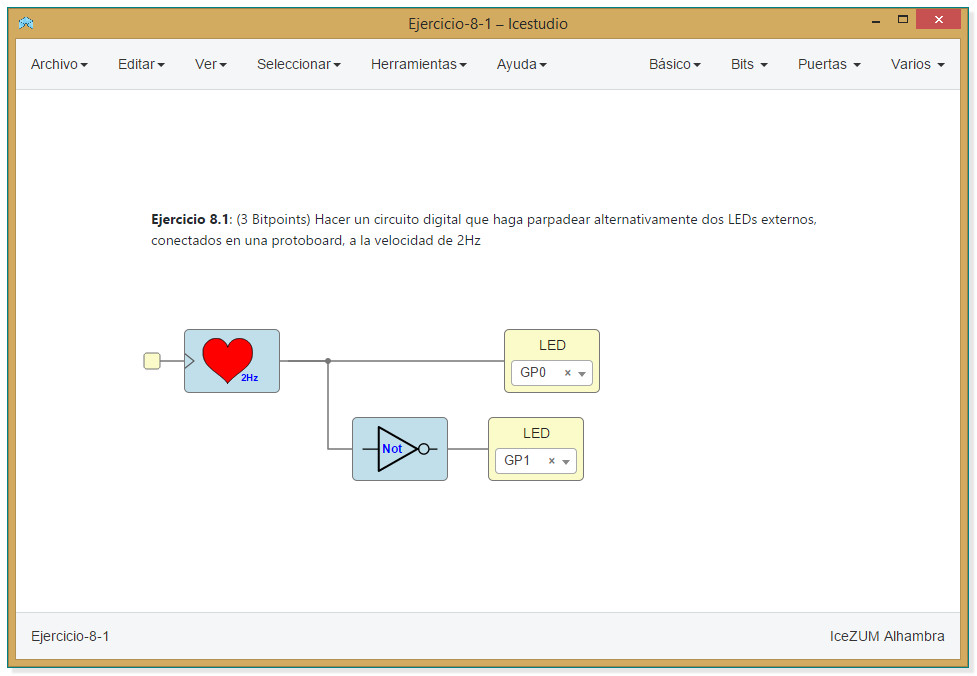 Ejercicio-8-1 – Icestudio
Archivo Editar Ver Seleccionar Herramientas Ayuda Básico Bits Puertas Varios
Ejercicio 8.1: (3 Bitpoints) Hacer un circuito digital que haga parpadear alternativamente dos LEDs externos,
conectados en una protoboard, a la velocidad de 2Hz
LED
GP0 ×
2Hz
LED
Not
GP1 ×
Ejercicio-8-1 IceZUM Alhambra